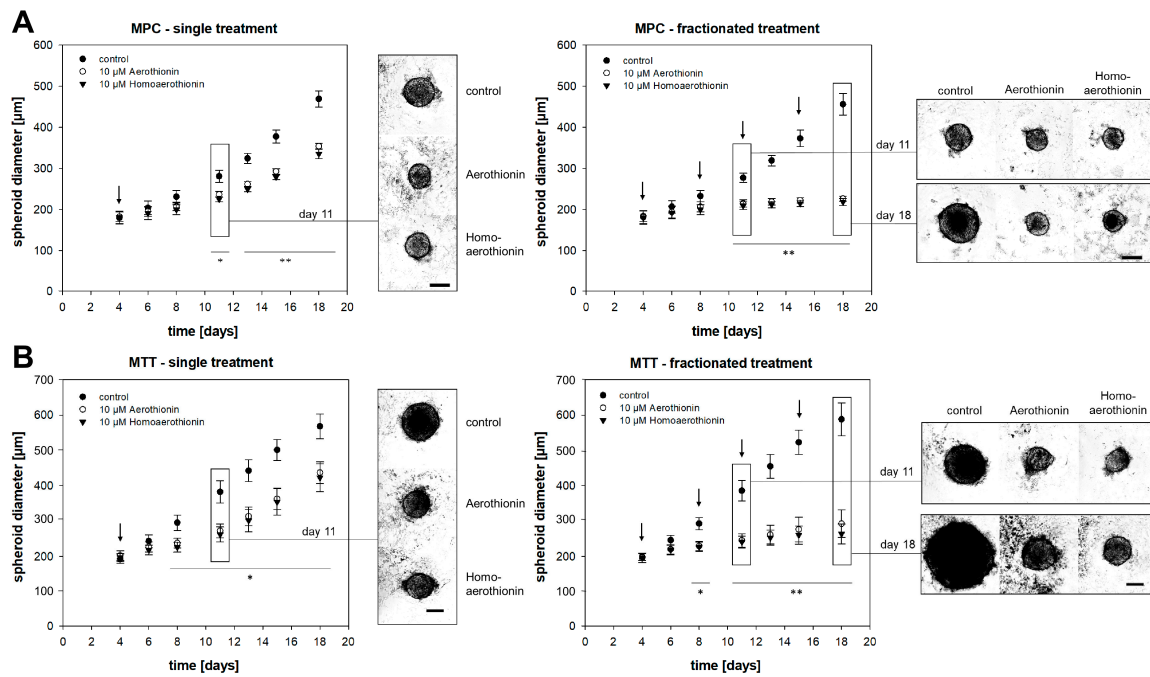 A
MPC - single treatment
600
500
400
300
200
100
0
0 2 4 6 8 10 12 14 16 18 20
spheroid diameter [µm]
time [days]
control
10 µM Aerothionin
10 µM Homoaerothionin
* **
day 11
control
Aerothionin
Homo-
aerothionin
MPC - fractionated treatment
600
500
400
300
200
100
0
0 2 4 6 8 10 12 14 16 18 20
spheroid diameter [µm]
time [days]
control
10 µM Aerothionin
10 µM Homoaerothionin
**
control Aerothionin Homo-
aerothionin
day 11
day 18
B
MTT - single treatment
700
600
500
400
300
200
100
0
0 2 4 6 8 10 12 14 16 18 20
spheroid diameter [µm]
time [days]
control
10 µM Aerothionin
10 µM Homoaerothionin
*
day 11
control
Aerothionin
Homo-
aerothionin
MTT - fractionated treatment
700
600
500
400
300
200
100
0
0 2 4 6 8 10 12 14 16 18 20
spheroid diameter [µm]
time [days]
control
10 µM Aerothionin
10 µM Homoaerothionin
* **
control Aerothionin Homo-
aerothionin
day 11
day 18